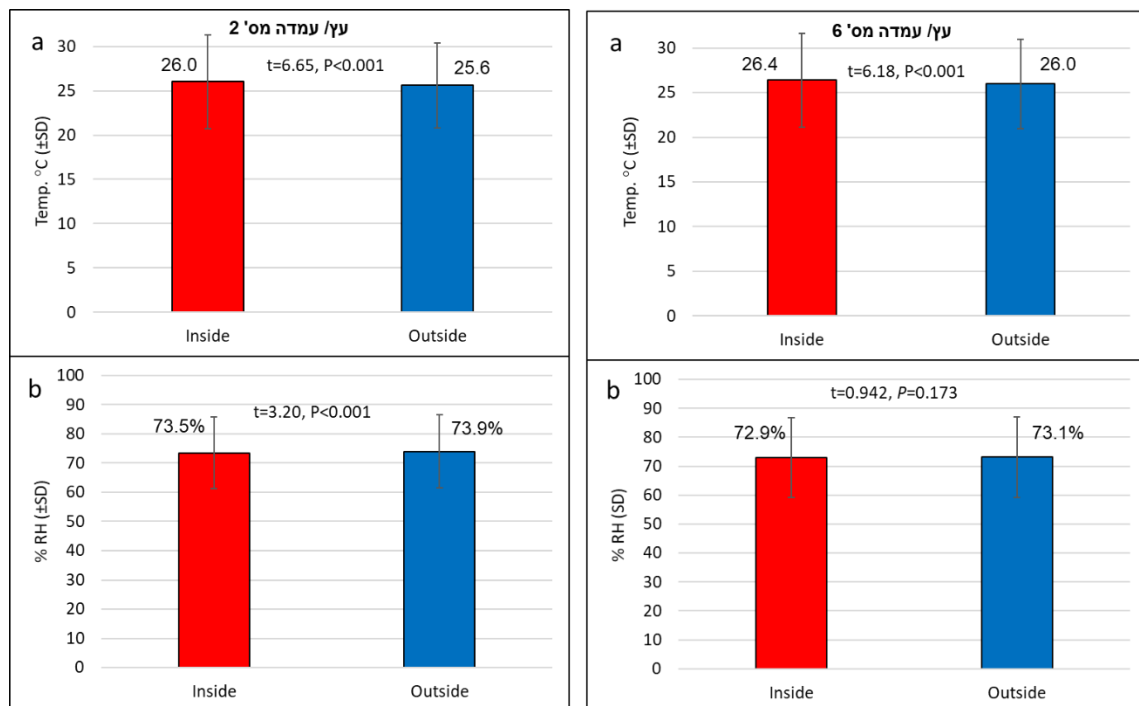 a
עץ/ עמדה מס' 2
30
25
20
15
10
5
0
Temp. °C (±SD)
26.0
t=6.65, P<0.001
25.6
Inside
Outside
b
100
90
80
70
60
50
40
30
20
10
0
% RH (±SD)
t=3.20, P<0.001
73.5%
73.9%
Inside
Outside
a
עץ/ עמדה מס' 6
30
25
20
15
10
5
0
Temp. °C (±SD)
26.4
t=6.18, P<0.001
26.0
Inside
Outside
b
100
90
80
70
60
50
40
30
20
10
0
% RH (SD)
t=0.942, P=0.173
72.9%
73.1%
Inside
Outside